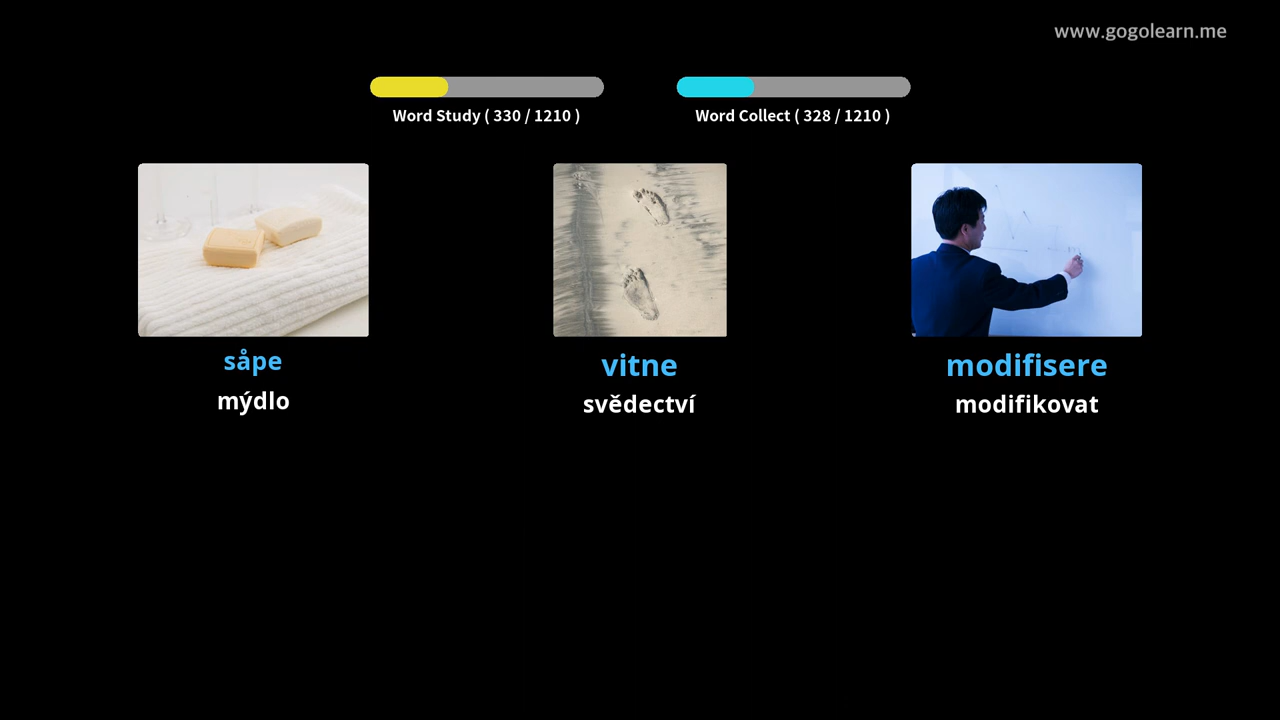 www.gogolearn.me
Word Study ( 330 / 1210 )
Word Collect ( 328 / 1210 )
såpe
mýdlo
vitne
svědectví
modifisere
modifikovat